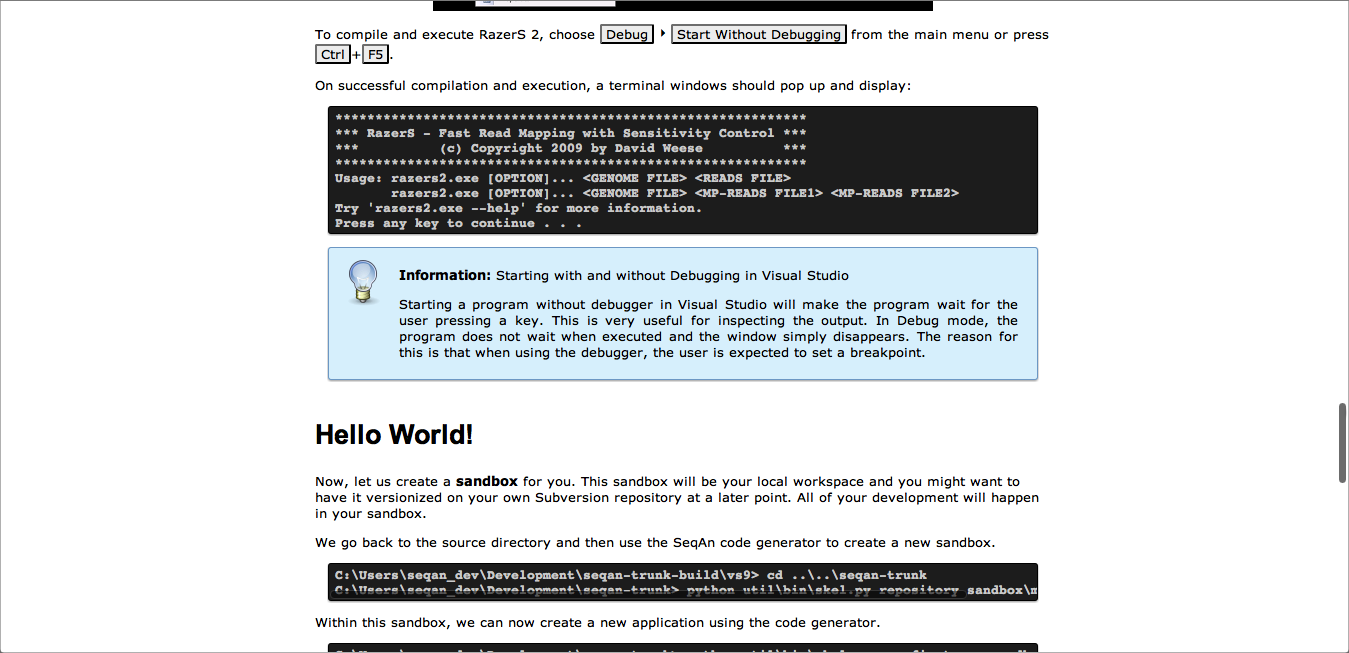 To compile and execute RazerS 2, choose Debug ‣ Start Without Debugging from the main menu or press
Ctrl+F5.
On successful compilation and execution, a terminal windows should pop up and display:
***********************************************************
*** RazerS - Fast Read Mapping with Sensitivity Control ***
***          (c) Copyright 2009 by David Weese          ***
***********************************************************
Usage: razers2.exe [OPTION]... <GENOME FILE> <READS FILE>
       razers2.exe [OPTION]... <GENOME FILE> <MP-READS FILE1> <MP-READS FILE2>
Try 'razers2.exe --help' for more information.
Press any key to continue . . .
Information: Starting with and without Debugging in Visual Studio
Starting a program without debugger in Visual Studio will make the program wait for the
user pressing a key. This is very useful for inspecting the output. In Debug mode, the
program does not wait when executed and the window simply disappears. The reason for
this is that when using the debugger, the user is expected to set a breakpoint.
Hello World!
Now, let us create a sandbox for you. This sandbox will be your local workspace and you might want to
have it versionized on your own Subversion repository at a later point. All of your development will happen
in your sandbox.
We go back to the source directory and then use the SeqAn code generator to create a new sandbox.
C:\Users\seqan_dev\Development\seqan-trunk-build\vs9> cd ..\..\seqan-trunk
C:\Users\seqan_dev\Development\seqan-trunk> python util\bin\skel.py repository sandbox\m
Within this sandbox, we can now create a new application using the code generator.